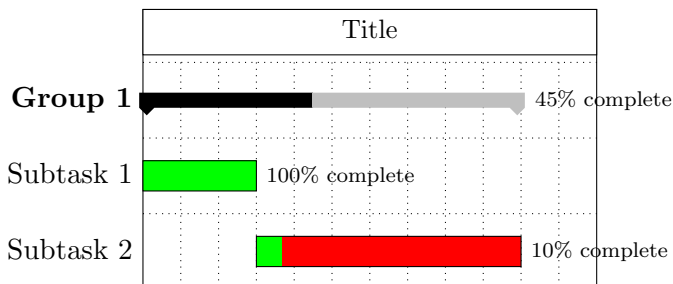 Title
Group 1 45% complete
Subtask 1 100% complete
Subtask 2 10% complete